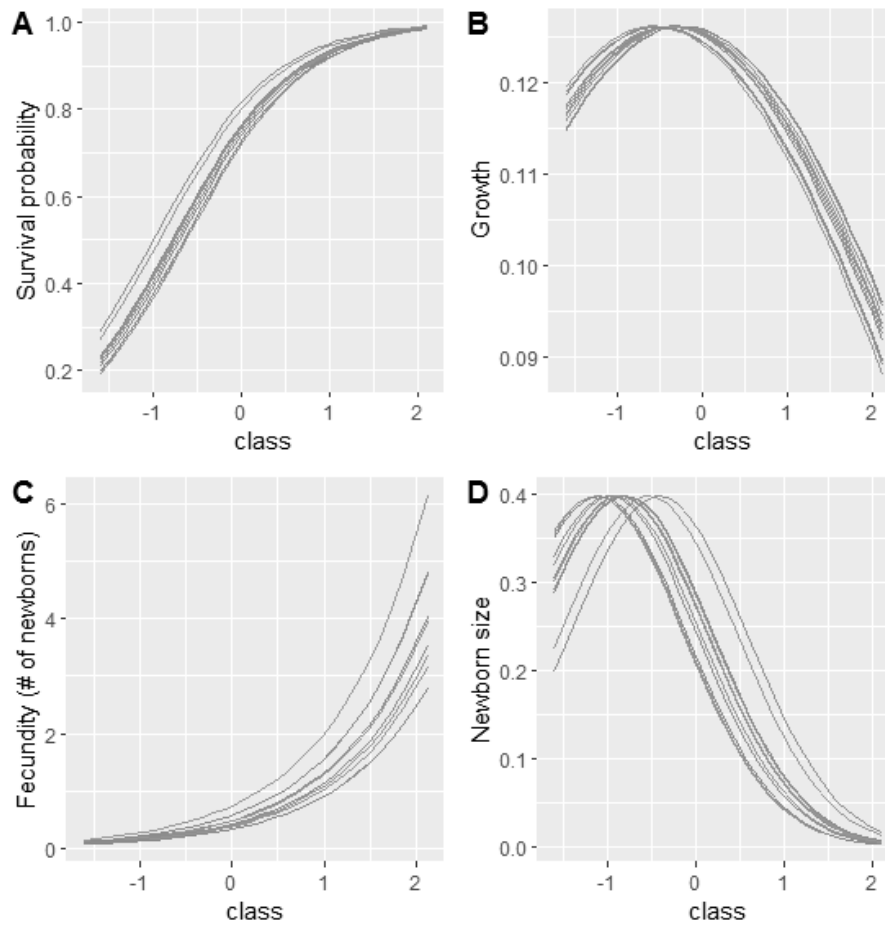 A
Survival probability
1.0
0.8
0.6
0.4
0.2
-1
0
1
2
class
B
Growth
0.12
0.11
0.10
0.09
-1
0
1
2
class
C
Fecundity (# of newborns)
6
4
2
0
-1
0
1
2
class
D
Newborn size
0.4
0.3
0.2
0.1
0.0
-1
0
1
2
class